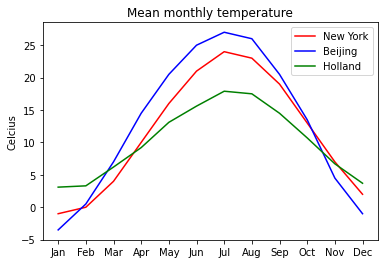 Mean monthly temperature
New York
Beijing
Holland
Celcius
25
20
15
10
5
0
−5
Jan Feb Mar Apr May Jun Jul Aug Sep Oct Nov Dec